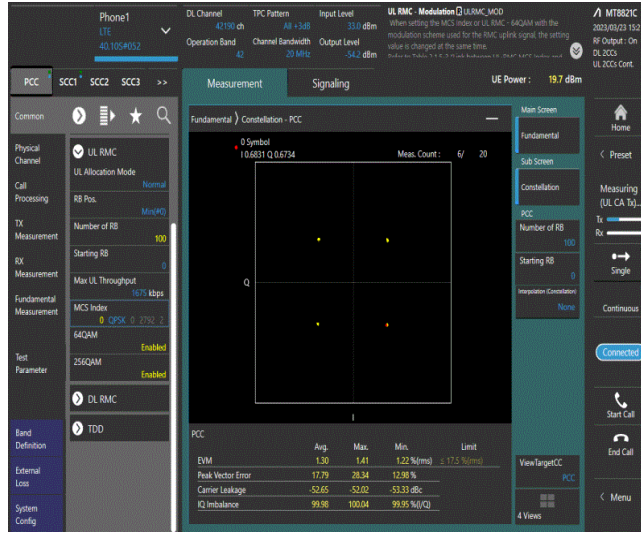 Phone1
LTE
40.105#052
DL Channel
42190 ch
TPC Pattern
All +3dB
Input Level
33.0 dBm
Operation Band
42
Channel Bandwidth
20 MHz
Output Level
-54.2 dBm
UL RMC - Modulation ULRMC_MOD
When setting the MCS Index or UL RMC - 64QAM with the
modulation scheme used for the RMC uplink signal, the setting
value is changed at the same time.
MT8821C
2023/03/23 15:2
RF Output : On
DL 2CCs
UL 2CCs Cont.
PCC
SCC1
SCC2
SCC3
>>
Measurement
Signaling
UE Power : 19.7 dBm
Common
Physical
Channel
Call
Processing
TX
Measurement
RX
Measurement
Fundamental
Measurement
Test
Parameter
Band
Definition
External
Loss
System
Config
UL RMC
UL Allocation Mode
Normal
RB Pos.
Min(#0)
Number of RB
100
Starting RB
0
Max UL Throughput
1675 kbps
MCS Index
0 QPSK 0 2792 2
64QAM
Enabled
256QAM
Enabled
DL RMC
TDD
Fundamental > Constellation - PCC
0 Symbol
I 0.6831 Q 0.6734
Meas. Count : 6/ 20
Q
I
PCC
Avg. Max. Min. Limit
EVM 1.30 1.41 1.22 %(rms) ≤ 17.5 %(rms)
Peak Vector Error 17.79 28.34 12.98 %
Carrier Leakage -52.65 -52.02 -53.33 dBc
IQ Imbalance 99.98 100.04 99.95 %(I/Q)
Main Screen
Fundamental
Sub Screen
Constellation
PCC
Number of RB
100
Starting RB
0
Interpolation (Constellation)
None
ViewTargetCC
PCC
4 Views
Home
< Preset
Measuring
(UL CA Tx)...
Tx
Rx
Single
Continuous
Connected
Start Call
End Call
< Menu